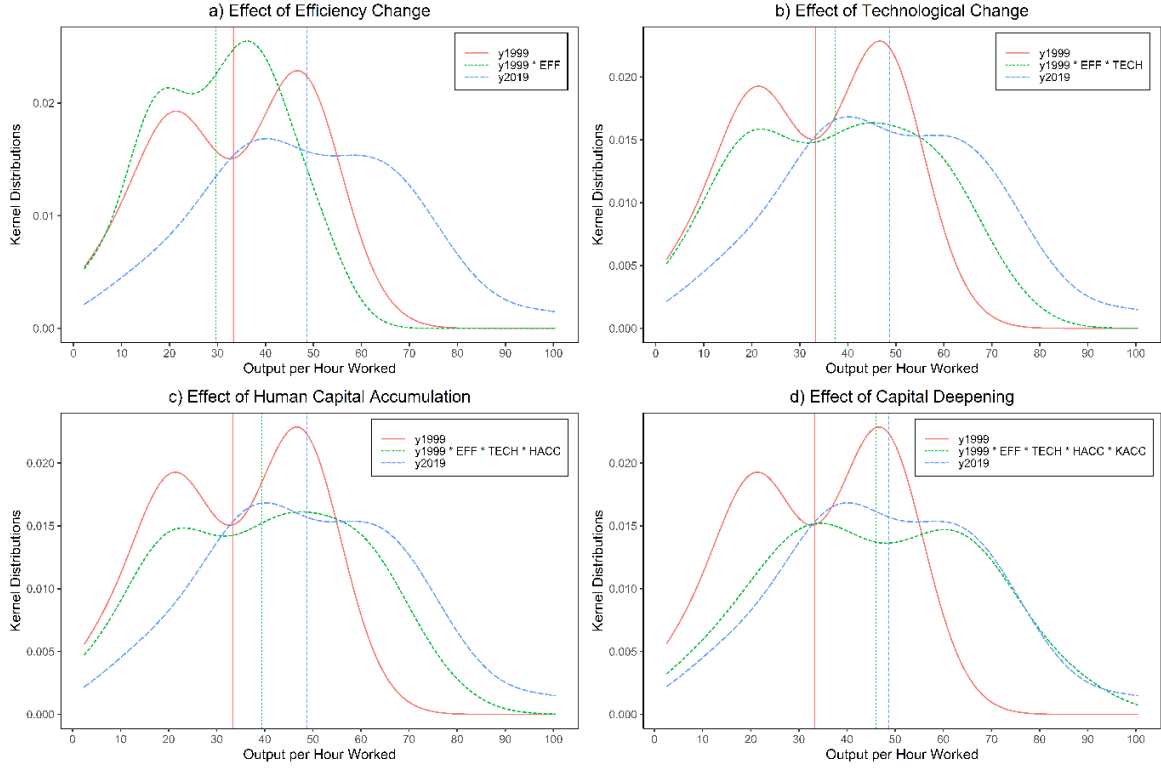 a) Effect of Efficiency Change
y1999
y1999 * EFF
y2019
Kernel Distributions
0.02
0.01
0.00
0 10 20 30 40 50 60 70 80 90 100
Output per Hour Worked
b) Effect of Technological Change
y1999
y1999 * EFF * TECH
y2019
Kernel Distributions
0.020
0.015
0.010
0.005
0.000
0 10 20 30 40 50 60 70 80 90 100
Output per Hour Worked
c) Effect of Human Capital Accumulation
y1999
y1999 * EFF * TECH * HACC
y2019
Kernel Distributions
0.020
0.015
0.010
0.005
0.000
0 10 20 30 40 50 60 70 80 90 100
Output per Hour Worked
d) Effect of Capital Deepening
y1999
y1999 * EFF * TECH * HACC * KACC
y2019
Kernel Distributions
0.020
0.015
0.010
0.005
0.000
0 10 20 30 40 50 60 70 80 90 100
Output per Hour Worked